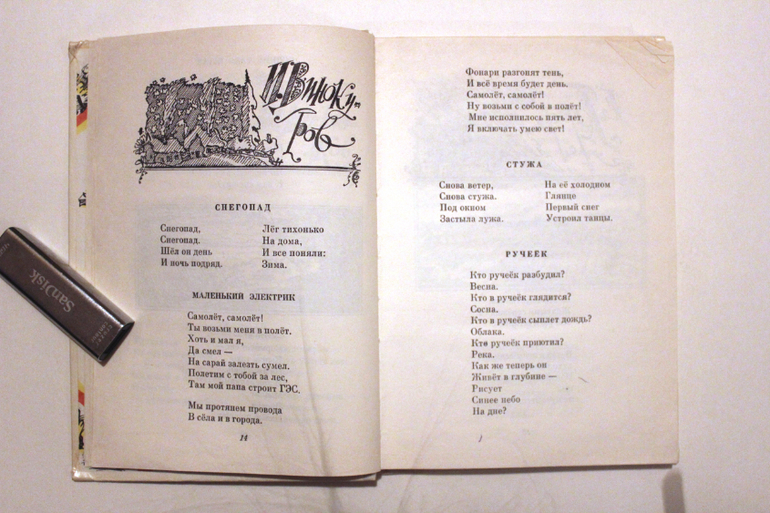 И. Винокуров
СНЕГОПАД
Снегопад,
Снегопад.
Шёл он день
И ночь подряд.
Лёг тихонько
На дома,
И все поняли:
Зима.
МАЛЕНЬКИЙ ЭЛЕКТРИК
Самолёт, самолёт!
Ты возьми меня в полёт.
Хоть и мал я,
Да смел —
На сарай залезть сумел.
Полетим с тобой за лес,
Там мой папа строит ГЭС.
Мы протянем провода
В сёла и в города.
14
Фонари разгонят тень,
И всё время будет день.
Самолёт, самолёт!
Ну возьми с собой в полёт!
Мне исполнилось пять лет,
Я включать умею свет!
СТУЖА
Снова ветер,
Снова стужа.
Под окном
Застыла лужа.
На её холодном
Глянце
Первый снег
Устроил танцы.
РУЧЕЁК
Кто ручеёк разбудил?
Весна.
Кто в ручеёк глядится?
Сосна.
Кто в ручеёк сыплет дождь?
Облака.
Кто ручеёк приютил?
Река.
Как же теперь он
Живёт в глубине —
Рисует
Синее небо
На дне?
SanDisk